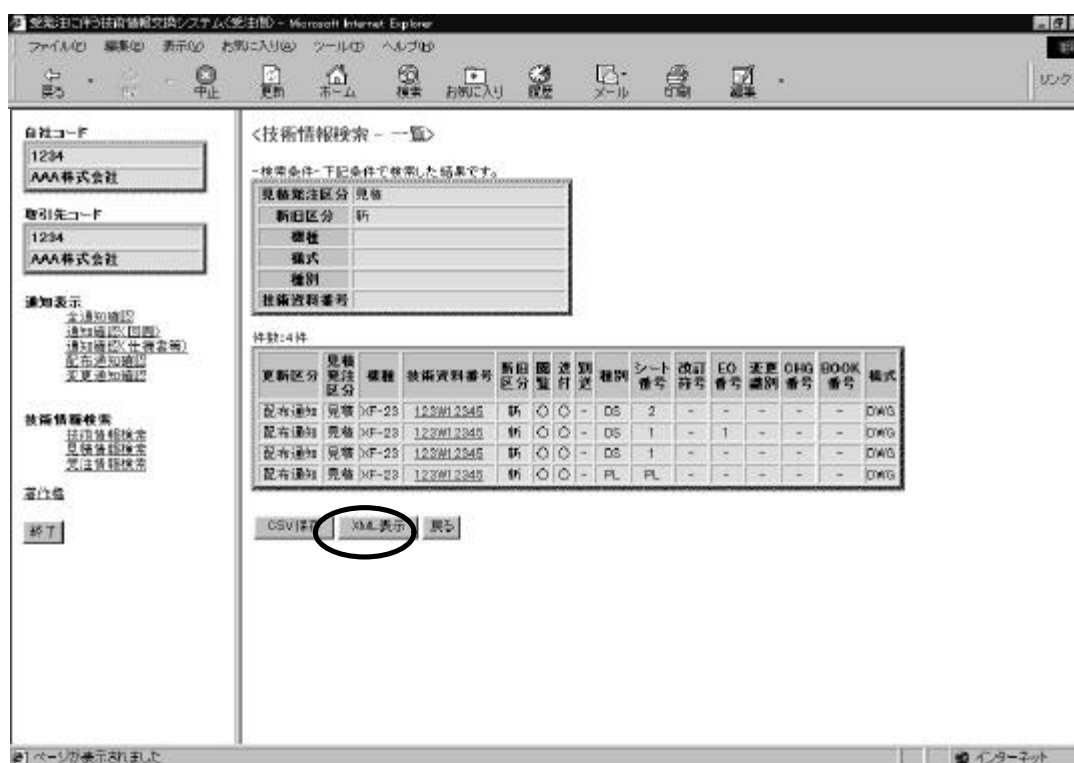 受発注に伴う技術情報交換システム(受注側) - Microsoft Internet Explorer
ファイル(E) 編集(E) 表示(V) お気に入り(A) ツール(T) ヘルプ(H)
戻る 中止 更新 ホーム 検索 お気に入り 履歴 メール 印刷 編集 リンク
自社コード
1234
AAA株式会社
取引先コード
1234
AAA株式会社
通知表示
全通知確認
通知確認(図面)
通知確認(仕様書等)
配布通知確認
変更通知確認
技術情報検索
技術情報検索
見積情報検索
受注情報検索
著作権
終了
<技術情報検索 - 一覧>
-検索条件- 下記条件で検索した結果です。
見積発注区分 見積
新旧区分 新
機種
様式
種別
技術資料番号
件数:4件
更新区分 見積発注区分 機種 技術資料番号 新旧区分 閲覧 送付 別送 種別 シート番号 改訂符号 EO番号 変更識別 CHG番号 BOOK番号 様式
配布通知 見積 XF-23 123W12345 新 ○ ○ - DS 2 - - - - - DWG
配布通知 見積 XF-23 123W12345 新 ○ ○ - DS 1 - 1 - - - DWG
配布通知 見積 XF-23 123W12345 新 ○ ○ - DS 1 - - - - - DWG
配布通知 見積 XF-23 123W12345 新 ○ ○ - PL PL - - - - - DWG
CSV保存 XML表示 戻る
ページが表示されました インターネット